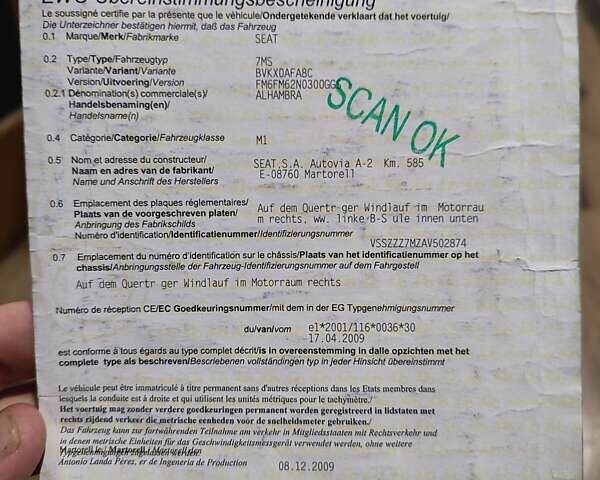 EWG-Übereinstimmungsbescheinigung
Le soussigné certifie par la présente que le véhicule/Ondergetekende verklaart dat het voertuig/
Die Unterzeichner bestätigen hiermit, daß das Fahrzeug
0.1 Marque/Merk/Fabrikmarke SEAT
0.2 Type/Type/Fahrzeugtyp 7MS
Variante/Variant/Variante BVKX0AFA8C
Version/Uitvoering/Version FM6FM62N0300GG
0.2.1 Dénomination(s) commerciale(s)/ ALHAMBRA
Handelsbenaming(en)/
Handelsname(n)
SCAN OK
0.4 Catégorie/Categorie/Fahrzeugklasse M1
0.5 Nom et adresse du constructeur/ SEAT,S.A. Autovia A-2 Km. 585
Naam en adres van de fabrikant/ E-08760 Martorell
Name und Anschrift des Herstellers
0.6 Emplacement des plaques réglementaires/ Auf dem Quertr ger Windlauf im Motorrau
Plaats van de voorgeschreven platen/ m rechts, ww. linke B-S ule innen unten
Anbringung des Fabrikschilds
Numéro d'identification/Identificatienummer/Identifizierungsnummer
VSSZZZ7MZAV502874
0.7 Emplacement du numéro d'identification sur le châssis/Plaats van het identificatienummer op het
chassis/Anbringungsstelle der Fahrzeug-Identifizierungsnummer auf dem Fahrgestell
Auf dem Quertr ger Windlauf im Motorraum rechts
Numéro de réception CE/EC Goedkeuringsnummer/mit dem in der EG Typgenehmigungsnummer
du/van/vom e1*2001/116*0036*30
-17.04.2009
est conforme à tous égards au type complet décrit/is in overeenstemming in dalle opzichten met het
complete type als beschreven/Beschriebenen vollständigen typ in jeder Hinsicht übereinstimmt
Le véhicule peut être immatriculé à titre permanent sans d'autres réceptions dans les Etats membres dans
lesquels la conduite est à droite et qui utilisent les unités métriques pour le tachymètre./
Het voertuig mag zonder verdere goedkeuringen permanent worden geregistreerd in lidstaten met
rechts rijdend verkeer die metrische eenheden voor de snelheidsmeter gebruiken./
Das Fahrzeug kann zur fortwährenden Teilnahme am verkehr in Mitgliedsstaaten mit Rechtsverkehr und
in denen metrische Einheiten für das Geschwindigkeitsmessgerät verwendet werden, ohne weitere
Typgenehmigungen zugelassen werden.
Martorell le/ Martorell / Martorell den
Antonio Landa Pérez, er de Ingeneria de Production
08.12.2009